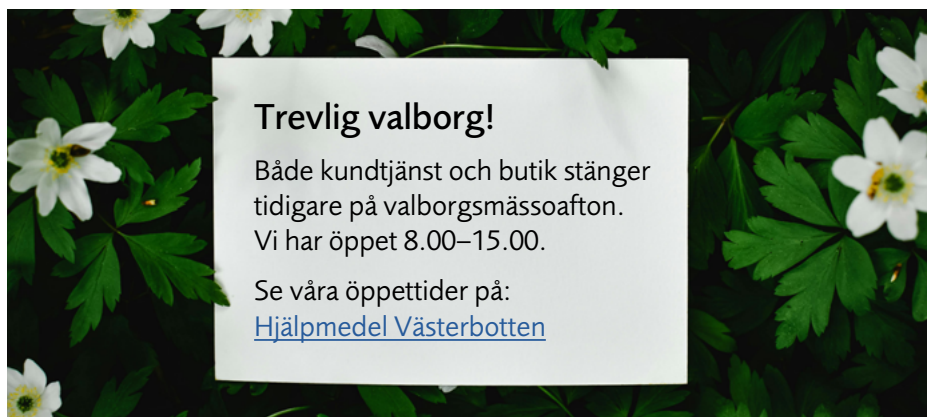 Trevlig valborg!
Både kundtjänst och butik stänger
tidigare på valborgsmässoafton.
Vi har öppet 8.00–15.00.
Se våra öppettider på:
Hjälpmedel Västerbotten